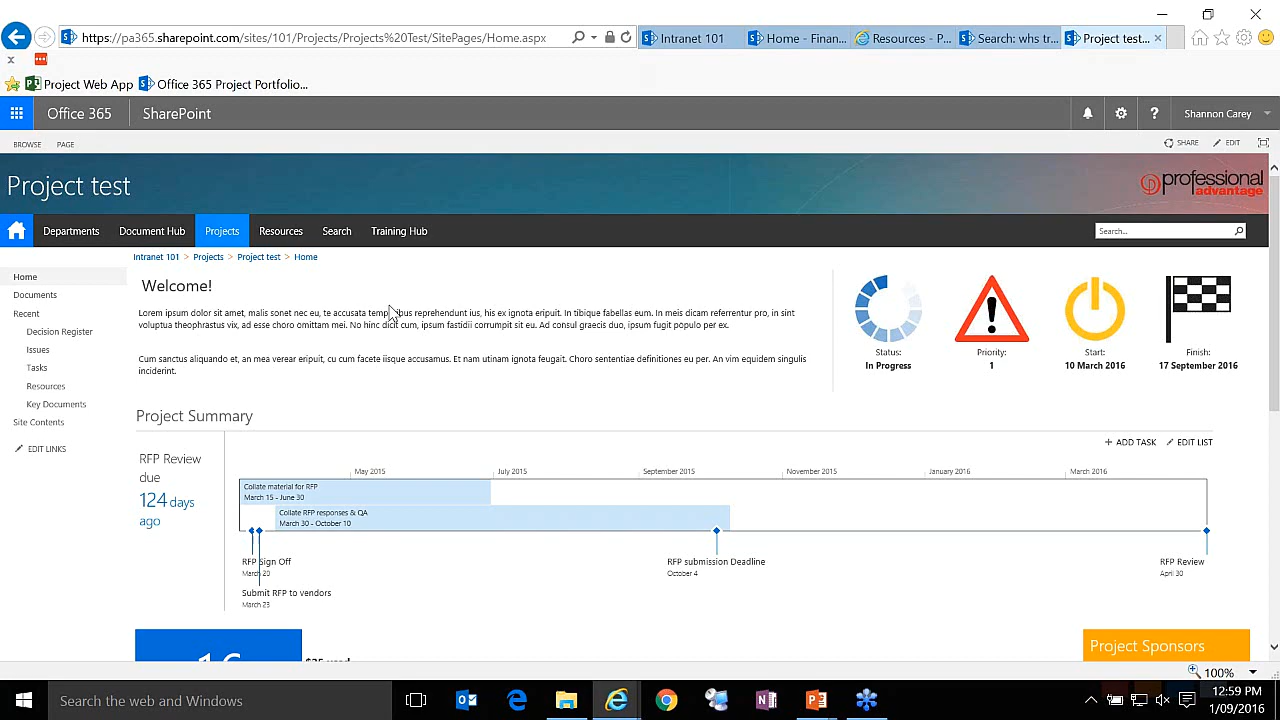 https://pa365.sharepoint.com/sites/101/Projects/Projects%20Test/SitePages/Home.aspx
Intranet 101
Home - Finan...
Resources - P...
Search: whs tr...
Project test...
x
Project Web App
Office 365 Project Portfolio...
Office 365
SharePoint
?
Shannon Carey
BROWSE
PAGE
SHARE
EDIT
Project test
professional
advantage
Departments
Document Hub
Projects
Resources
Search
Training Hub
Search...
Intranet 101 > Projects > Project test > Home
Home
Documents
Recent
Decision Register
Issues
Tasks
Resources
Key Documents
Site Contents
EDIT LINKS
Welcome!
Lorem ipsum dolor sit amet, malis sonet nec eu, te accusata temporibus reprehendunt ius, his ex ignota eripuit. In tibique fabellas eum. In meis dicam referrentur pro, in sint
voluptua theophrastus vix, ad esse choro omittam mei. No hinc dicit cum, ipsum fastidii corrumpit sit eu. Ad consul graecis duo, ipsum fugit populo per ex.
Cum sanctus aliquando et, an mea verear eripuit, cu cum facete iisque accusamus. Et nam utinam ignota feugait. Choro sententiae definitiones eu per. An vim equidem singulis
inciderint.
Status:
In Progress
Priority:
1
Start:
10 March 2016
Finish:
17 September 2016
Project Summary
+ ADD TASK
EDIT LIST
RFP Review
due
124 days
ago
May 2015
July 2015
September 2015
November 2015
January 2016
March 2016
Collate material for RFP
March 15 - June 30
Collate RFP responses & QA
March 30 - October 10
RFP Sign Off
March 20
Submit RFP to vendors
March 23
RFP submission Deadline
October 4
RFP Review
April 30
Project Sponsors
100%
Search the web and Windows
12:59 PM
1/09/2016